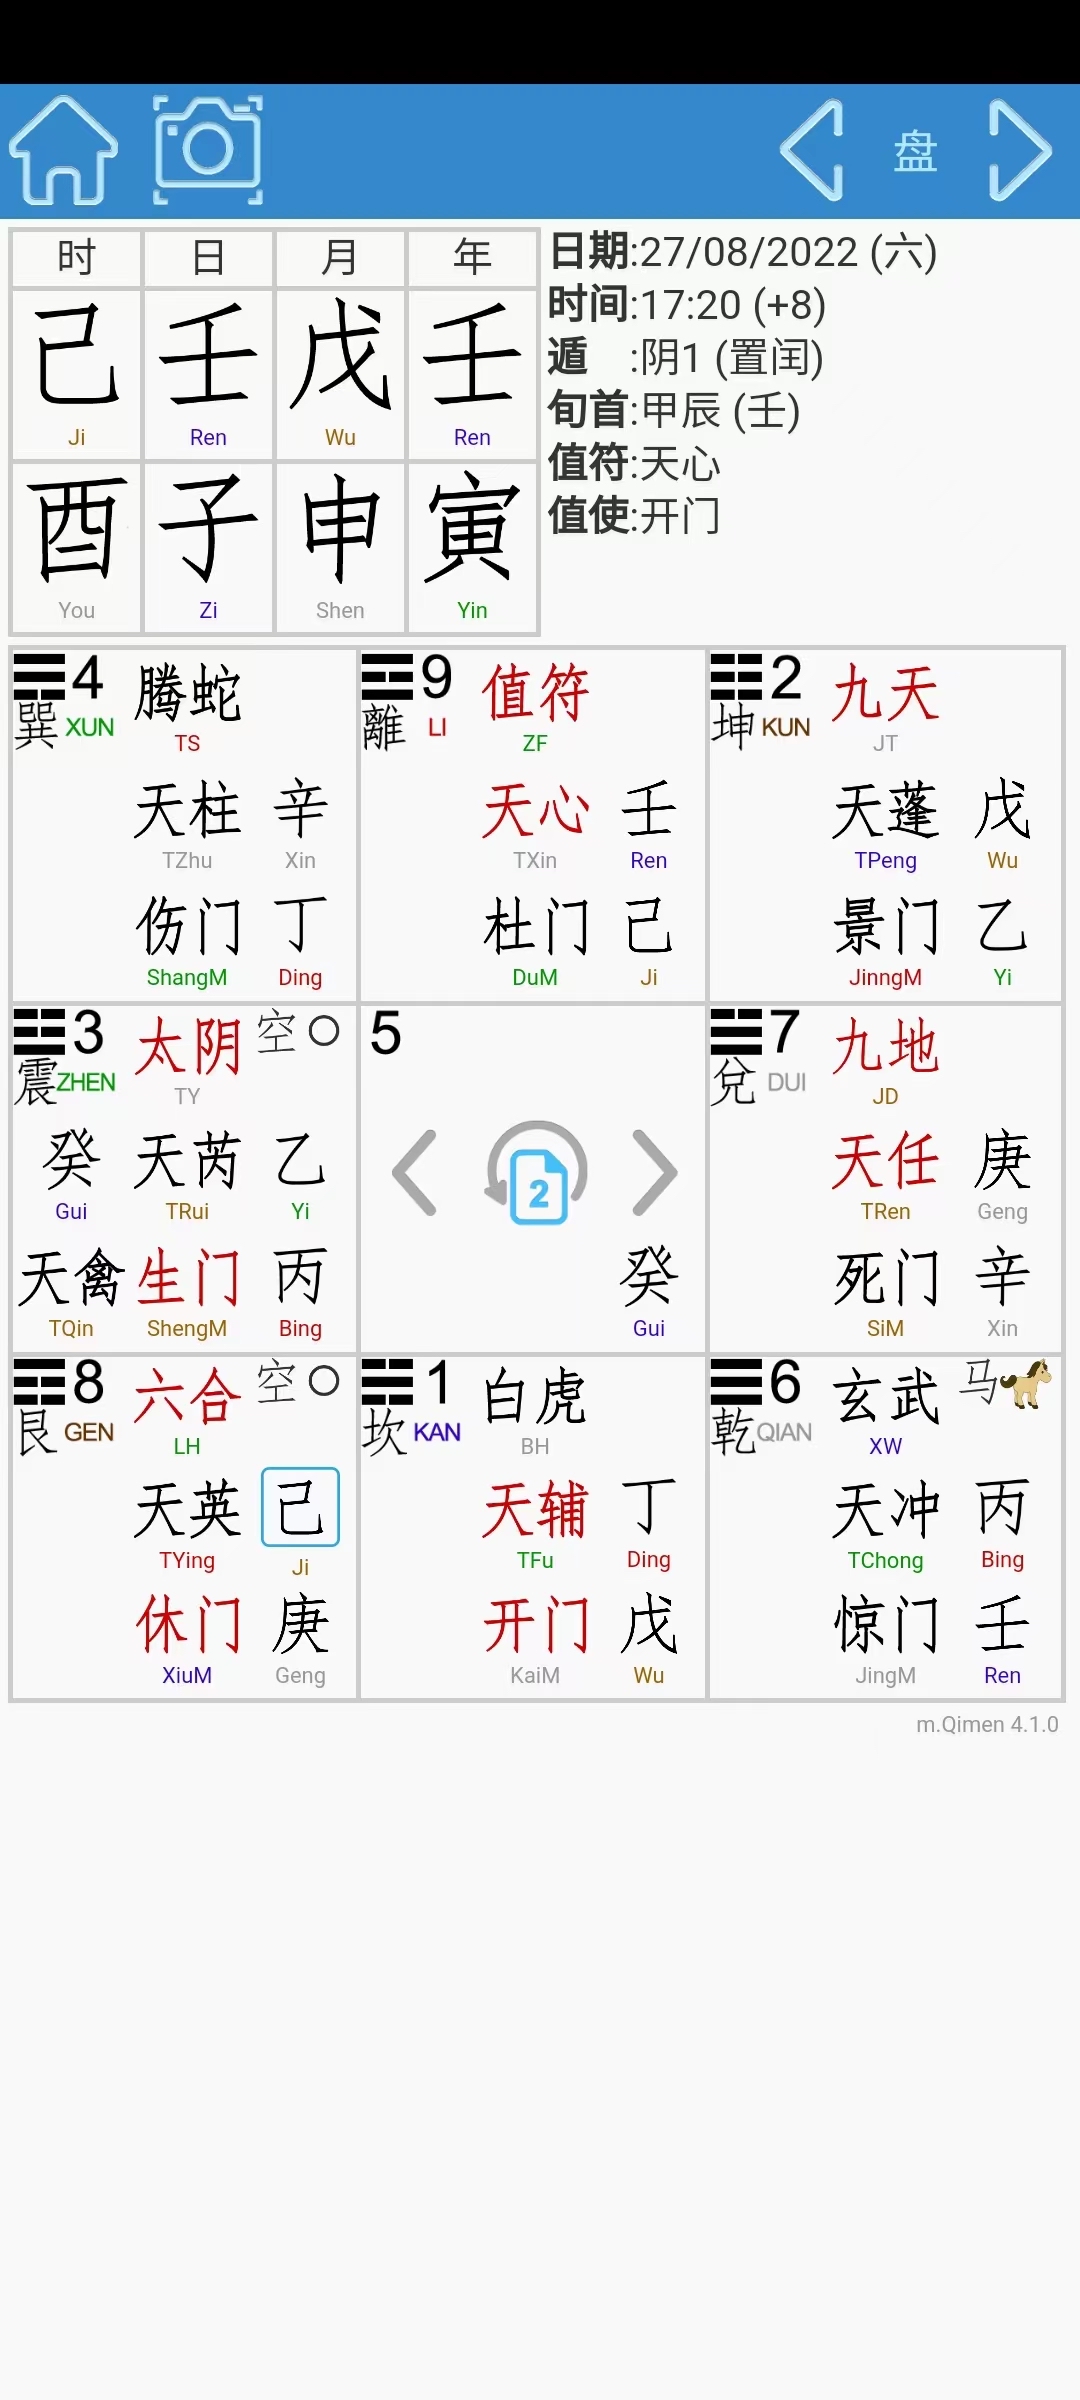 盘
时 日 月 年
己 壬 戊 壬
Ji Ren Wu Ren
酉 子 申 寅
You Zi Shen Yin
日期:27/08/2022 (六)
时间:17:20 (+8)
遁 :阴1 (置闰)
旬首:甲辰 (壬)
值符:天心
值使:开门
4 腾蛇
巽 XUN TS
天柱 辛
TZhu Xin
伤门 丁
ShangM Ding
9 值符
離 LI ZF
天心 壬
TXin Ren
杜门 己
DuM Ji
2 九天
坤 KUN JT
天蓬 戊
TPeng Wu
景门 乙
JinngM Yi
3 太阴 空
震 ZHEN TY
癸 天芮 乙
Gui TRui Yi
天禽 生门 丙
TQin ShengM Bing
5
2
癸
Gui
7 九地
兌 DUI JD
天任 庚
TRen Geng
死门 辛
SiM Xin
8 六合 空
艮 GEN LH
天英 己
TYing Ji
休门 庚
XiuM Geng
1 白虎
坎 KAN BH
天辅 丁
TFu Ding
开门 戊
KaiM Wu
6 玄武 马
乾 QIAN XW
天冲 丙
TChong Bing
惊门 壬
JingM Ren
m.Qimen 4.1.0